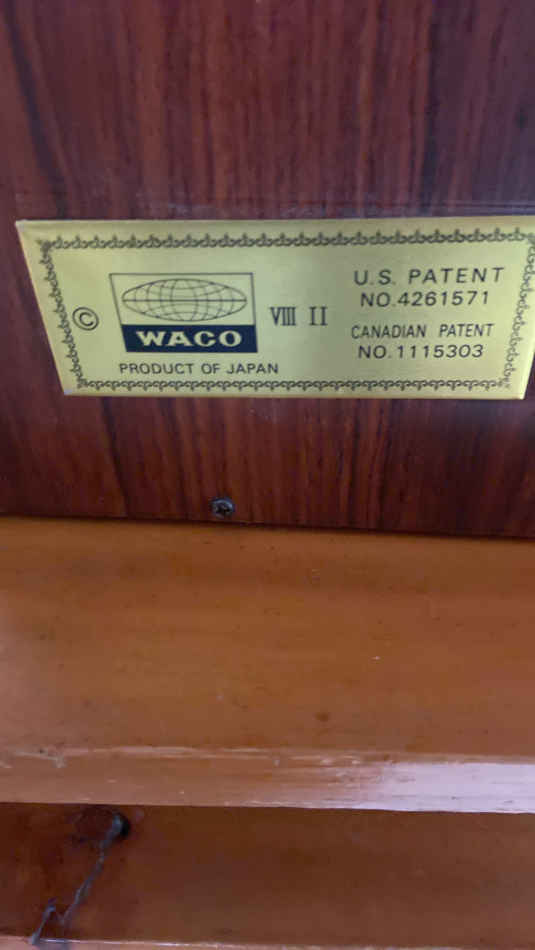 ©
WACO
PRODUCT OF JAPAN
VIII II
U.S. PATENT
NO.4261571
CANADIAN PATENT
NO.1115303